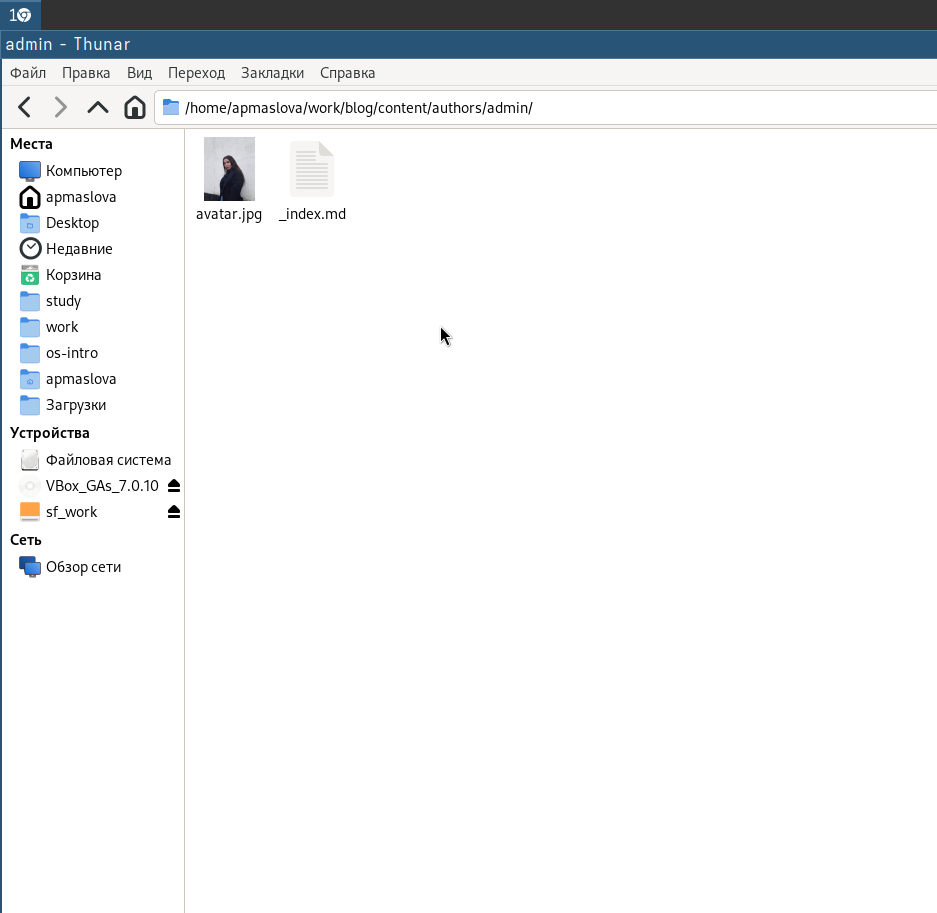 1
admin - Thunar
Файл Правка Вид Переход Закладки Справка
/home/apmaslova/work/blog/content/authors/admin/
Места
Компьютер
apmaslova
Desktop
Недавние
Корзина
study
work
os-intro
apmaslova
Загрузки
Устройства
Файловая система
VBox_GAs_7.0.10
sf_work
Сеть
Обзор сети
avatar.jpg
_index.md